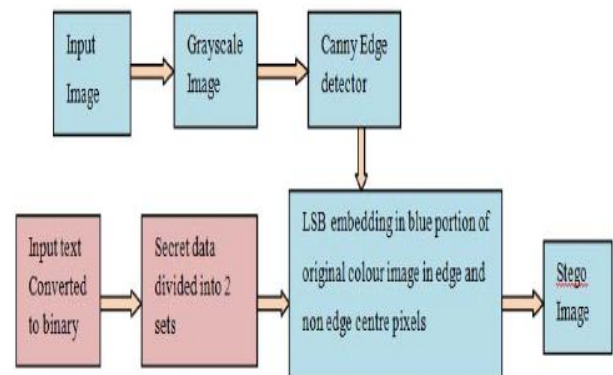 Input
Image
Grayscale
Image
Canny Edge
detector
Input text
Converted
to binary
Secret data
divided into 2
sets
LSB embedding in blue portion of
original colour image in edge and
non edge centre pixels
Stego
Image